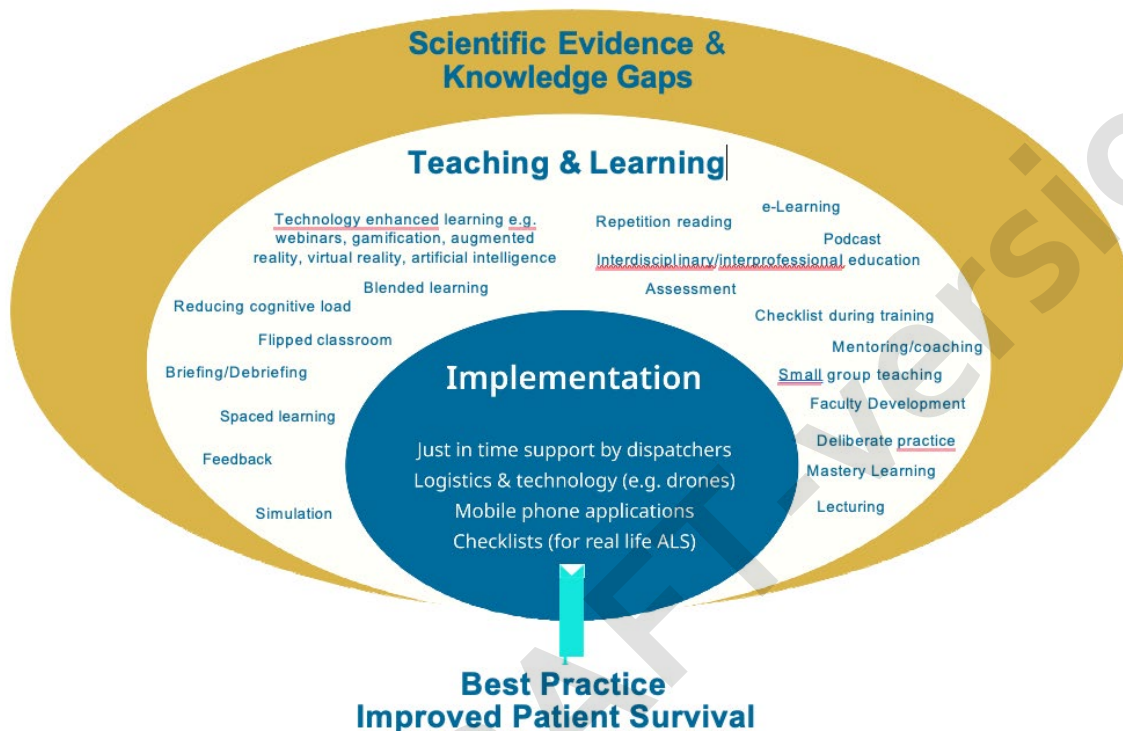 Scientific Evidence &
Knowledge Gaps
Teaching & Learning
Technology enhanced learning e.g.
webinars, gamification, augmented
reality, virtual reality, artificial intelligence
Repetition reading
e-Learning
Podcast
Interdisciplinary/interprofessional education
Blended learning
Assessment
Reducing cognitive load
Checklist during training
Flipped classroom
Mentoring/coaching
Briefing/Debriefing
Small group teaching
Spaced learning
Faculty Development
Feedback
Deliberate practice
Mastery Learning
Simulation
Lecturing
Implementation
Just in time support by dispatchers
Logistics & technology (e.g. drones)
Mobile phone applications
Checklists (for real life ALS)
Best Practice
Improved Patient Survival